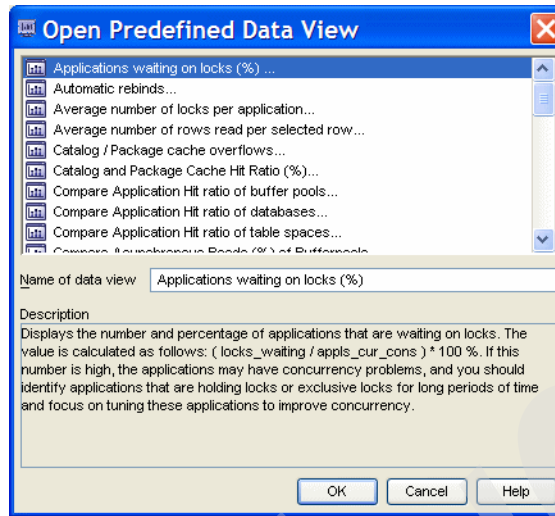 Open Predefined Data View
Applications waiting on locks (%) ...
Automatic rebinds...
Average number of locks per application...
Average number of rows read per selected row...
Catalog / Package cache overflows...
Catalog and Package Cache Hit Ratio (%)...
Compare Application Hit ratio of buffer pools...
Compare Application Hit ratio of databases...
Compare Application Hit ratio of table spaces...
Compare Asynchronous Reads (%) of Bufferpools
Name of data view Applications waiting on locks (%)
Description
Displays the number and percentage of applications that are waiting on locks. The
value is calculated as follows: ( locks_waiting / appls_cur_cons ) * 100 %. If this
number is high, the applications may have concurrency problems, and you should
identify applications that are holding locks or exclusive locks for long periods of time
and focus on tuning these applications to improve concurrency.
OK Cancel Help